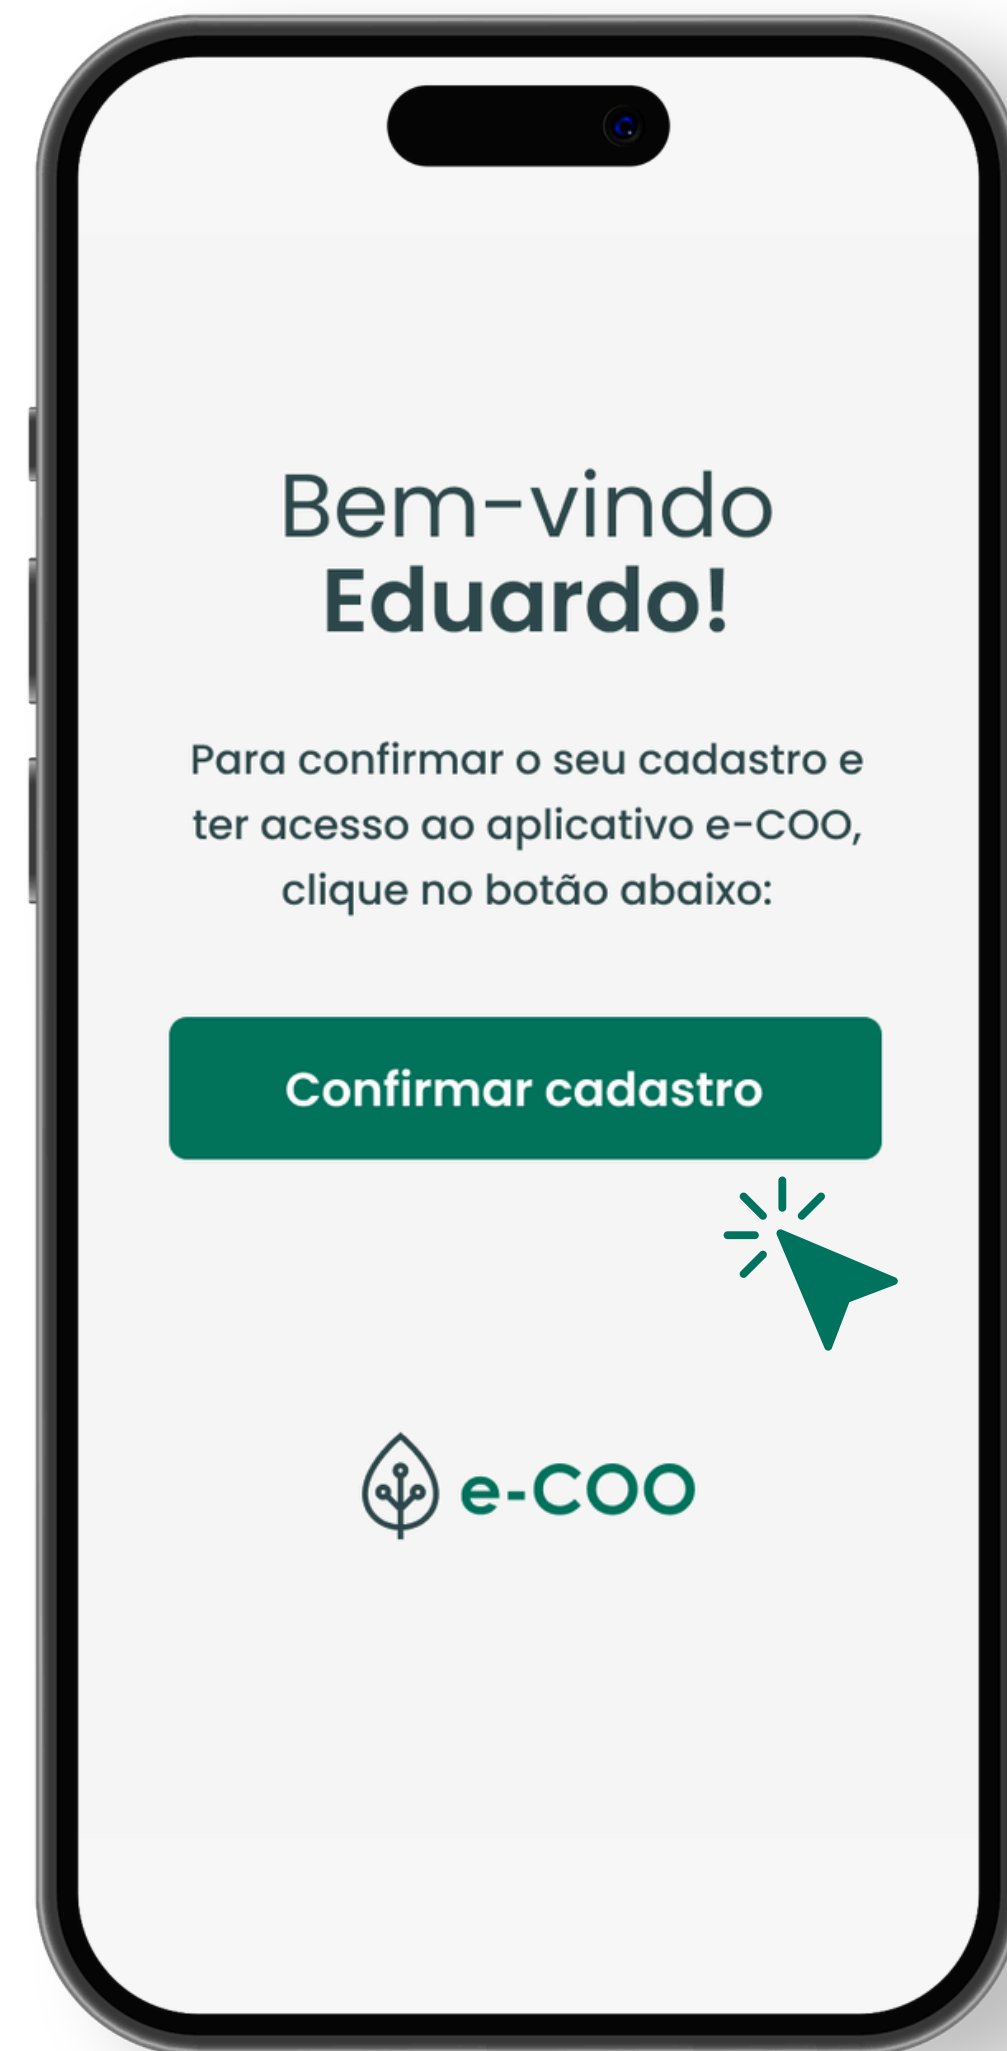 Bem-vindo
Eduardo!
Para confirmar o seu cadastro e
ter acesso ao aplicativo e-COO,
clique no botão abaixo:
Confirmar cadastro
e-COO